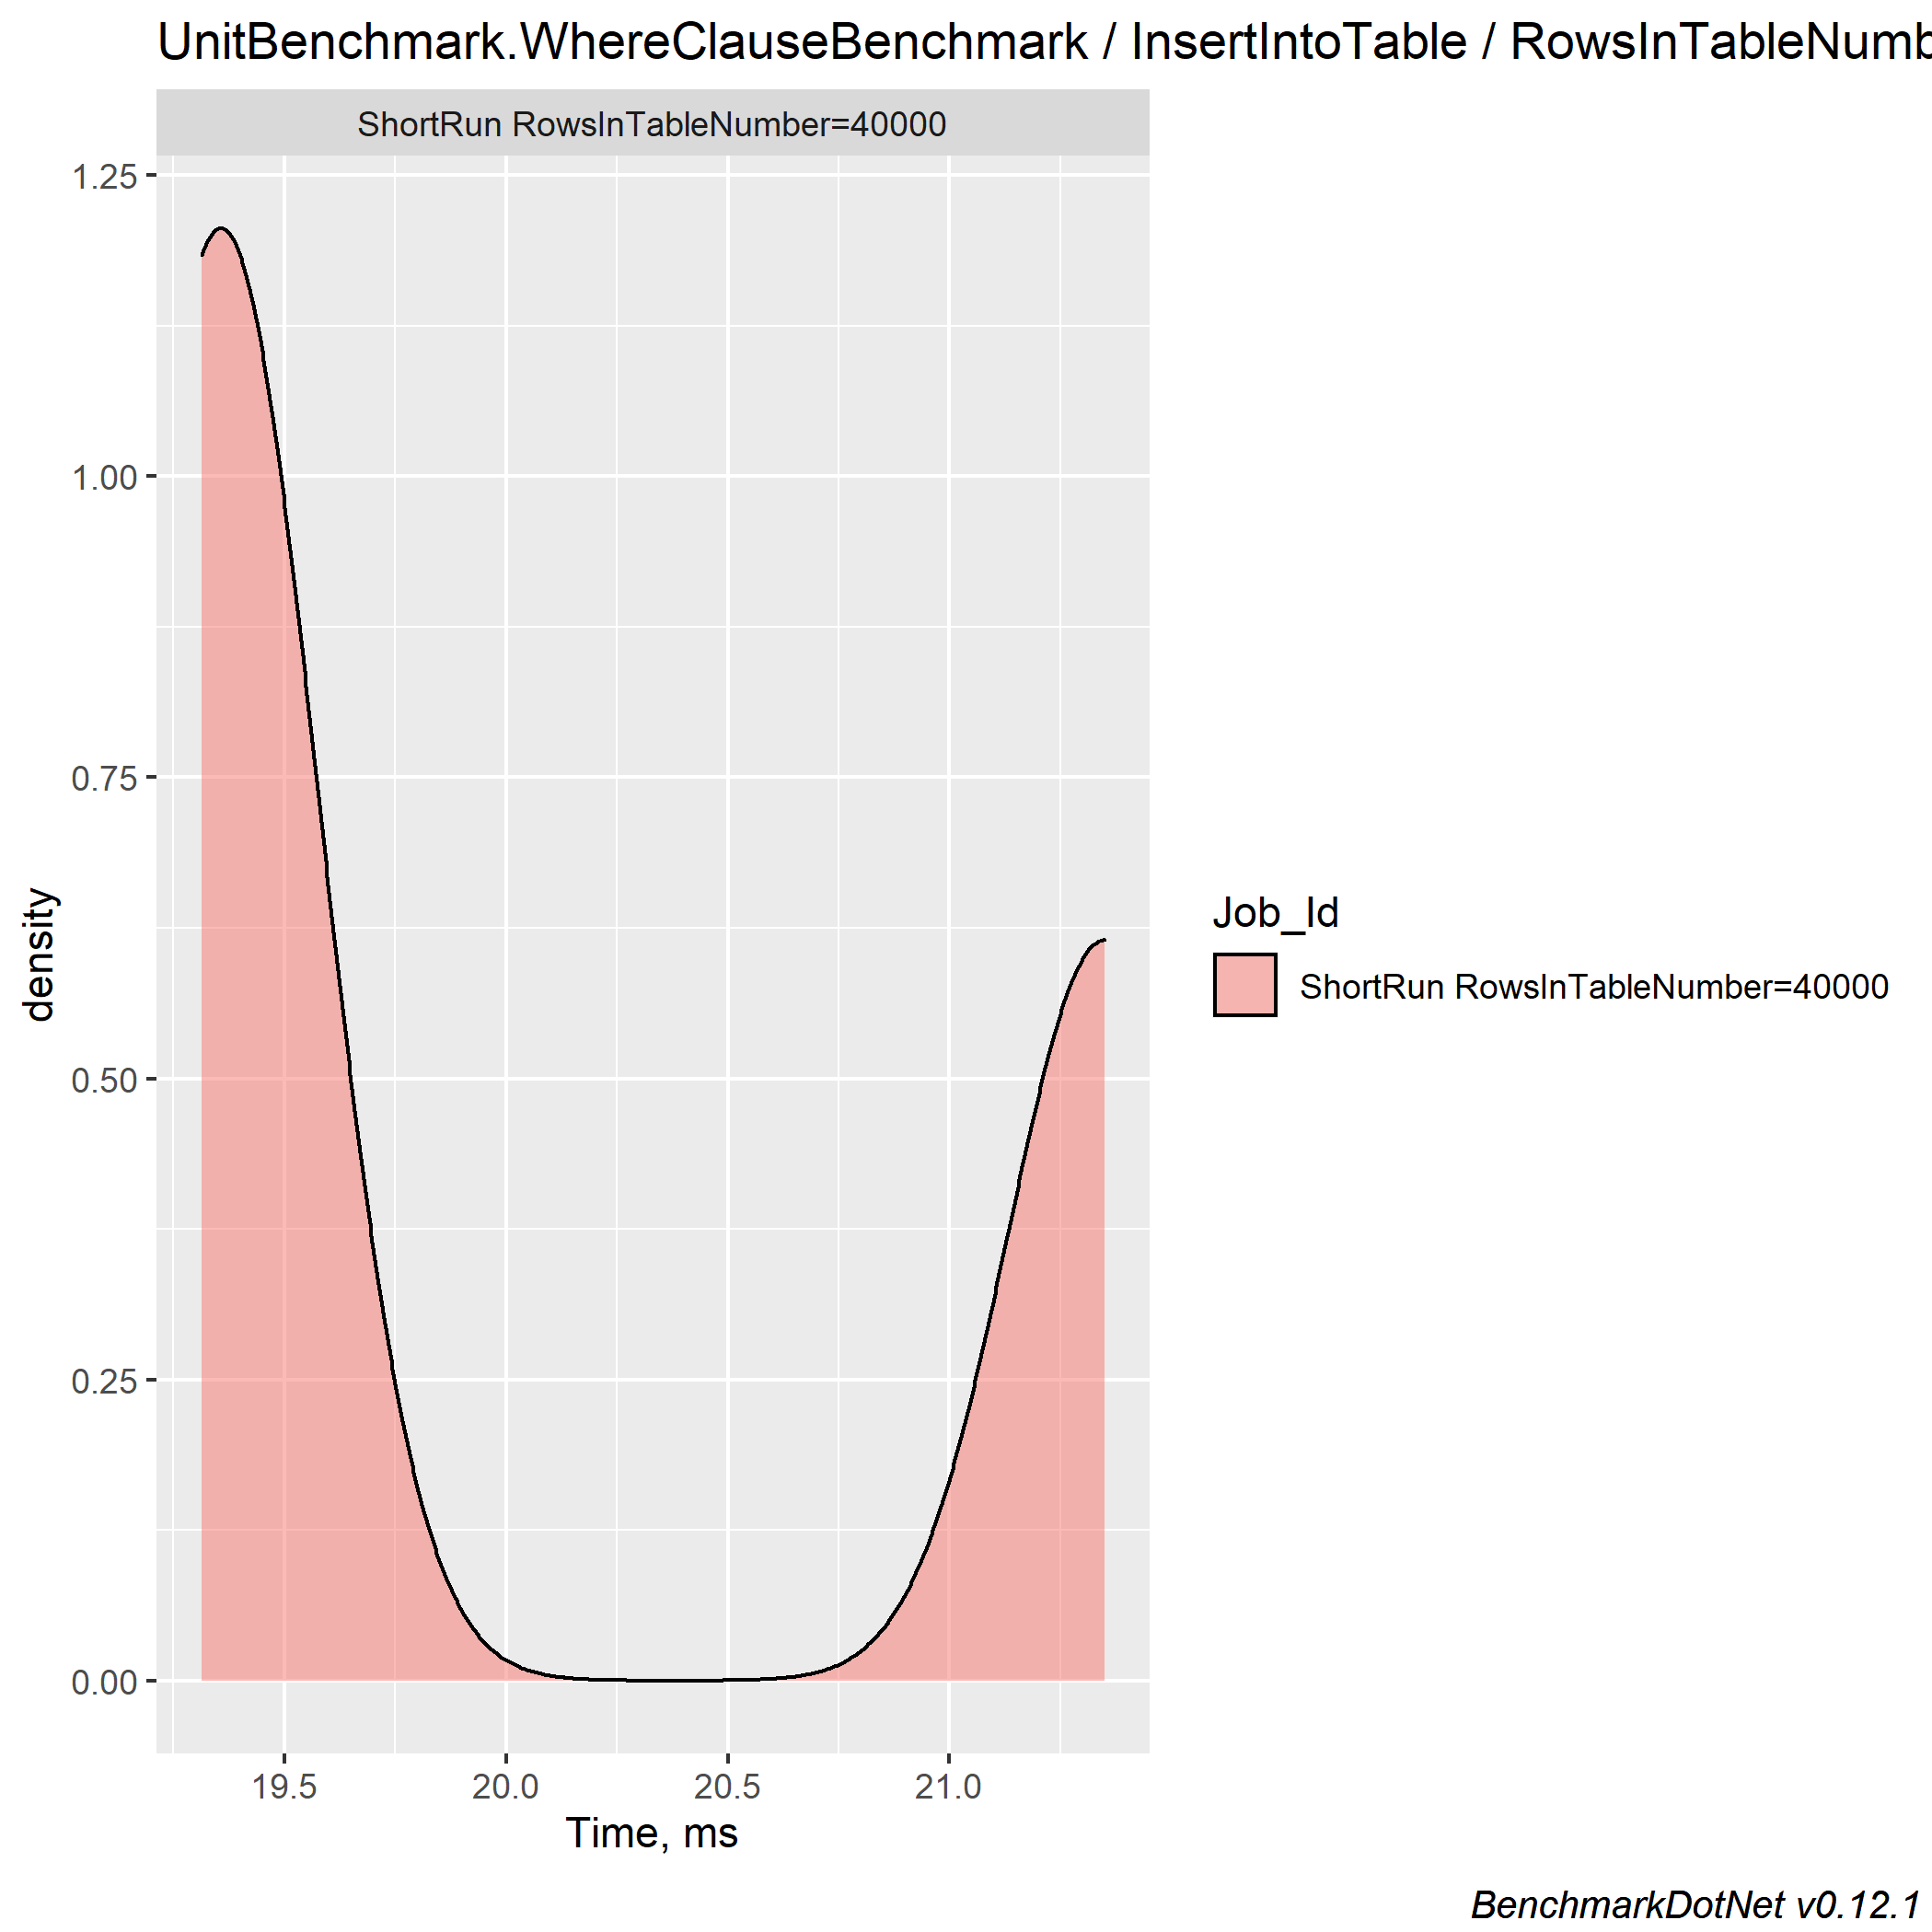 UnitBenchmark.WhereClauseBenchmark / InsertIntoTable / RowsInTableNumb
ShortRun RowsInTableNumber=40000
1.25
1.00
0.75
0.50
0.25
0.00
density
19.5 20.0 20.5 21.0
Time, ms
Job_Id
ShortRun RowsInTableNumber=40000
BenchmarkDotNet v0.12.1